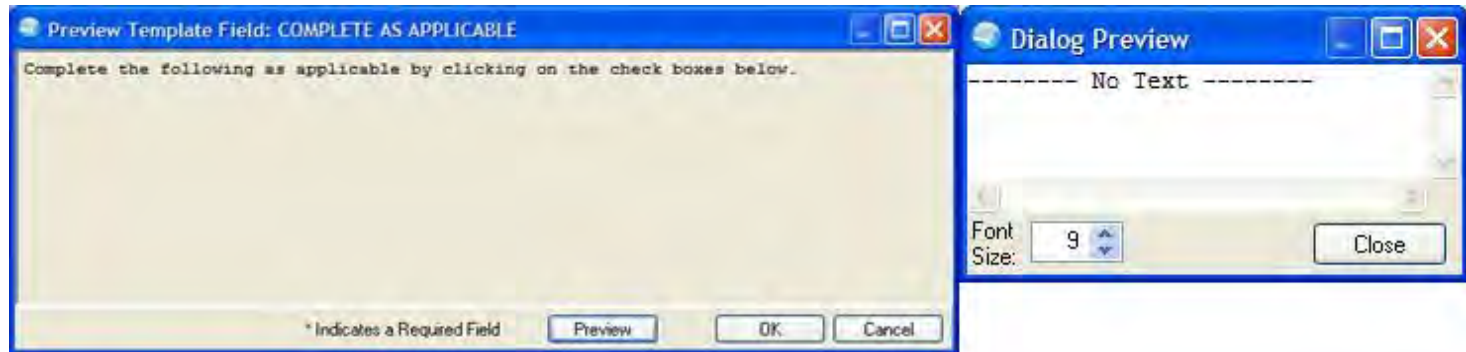 Preview Template Field: COMPLETE AS APPLICABLE
Complete the following as applicable by clicking on the check boxes below.
* Indicates a Required Field
Preview
OK
Cancel
Dialog Preview
-------- No Text --------
Font
Size:
9
Close